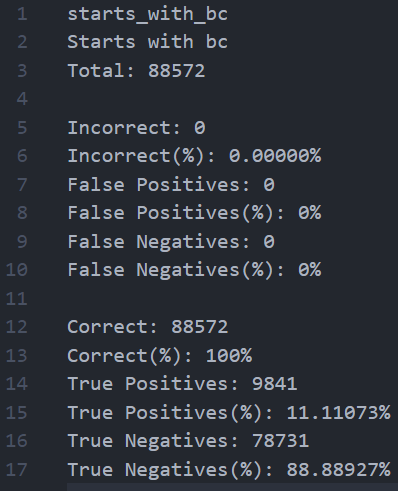 1 starts_with_bc
2 Starts with bc
3 Total: 88572
4
5 Incorrect: 0
6 Incorrect(%): 0.00000%
7 False Positives: 0
8 False Positives(%): 0%
9 False Negatives: 0
10 False Negatives(%): 0%
11
12 Correct: 88572
13 Correct(%): 100%
14 True Positives: 9841
15 True Positives(%): 11.11073%
16 True Negatives: 78731
17 True Negatives(%): 88.88927%